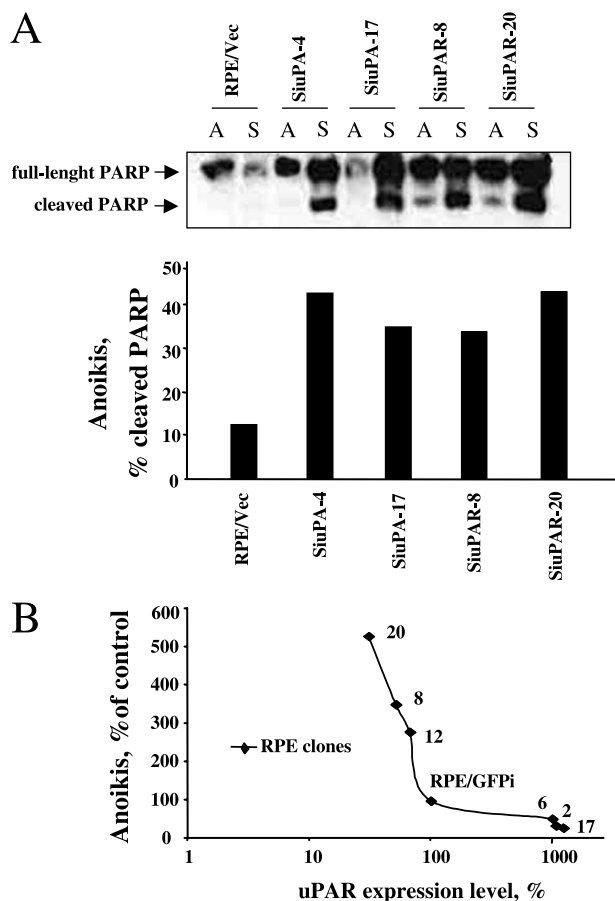 A
RPE/Vec
SiuPA-4
SiuPA-17
SiuPAR-8
SiuPAR-20
A S A S A S A S A S
full-lenght PARP
cleaved PARP
Anoikis,
% cleaved PARP
50
40
30
20
10
0
RPE/Vec
SiuPA-4
SiuPA-17
SiuPAR-8
SiuPAR-20
B
Anoikis, %of control
600
500
400
300
200
100
0
20
8
12
RPE clones
RPE/GFPi
6
2
17
1 10 100 1000
uPAR expression level, %